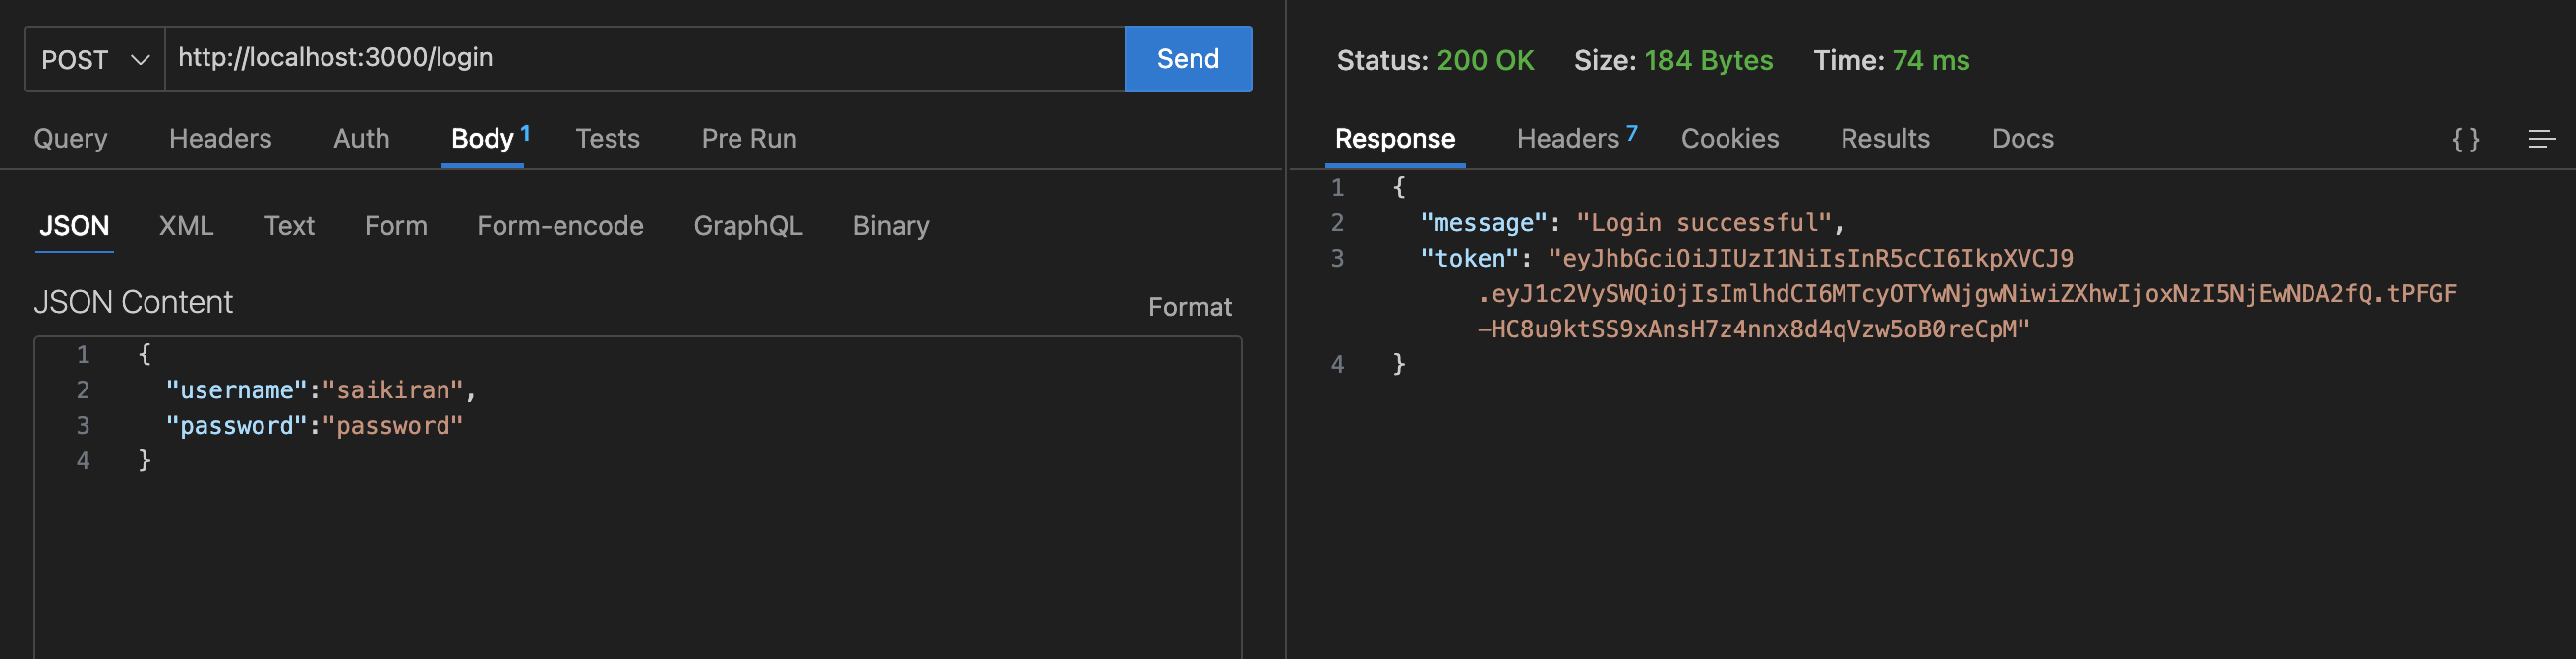 POST http://localhost:3000/login Send
Query Headers Auth Body 1 Tests Pre Run
JSON XML Text Form Form-encode GraphQL Binary
JSON Content Format
1 {
2 "username":"saikiran",
3 "password":"password"
4 }
Status: 200 OK Size: 184 Bytes Time: 74 ms
Response Headers 7 Cookies Results Docs {}
1 {
2 "message": "Login successful",
3 "token": "eyJhbGciOiJIUzI1NiIsInR5cCI6IkpXVCJ9
.eyJ1c2VySWQiOjIsImlhdCI6MTcyOTYwNjgwNiwiZXhwIjoxNzI5NjEwNDA2fQ.tPFGF
-HC8u9ktSS9xAnsH7z4nnx8d4qVzw5oB0reCpM"
4 }